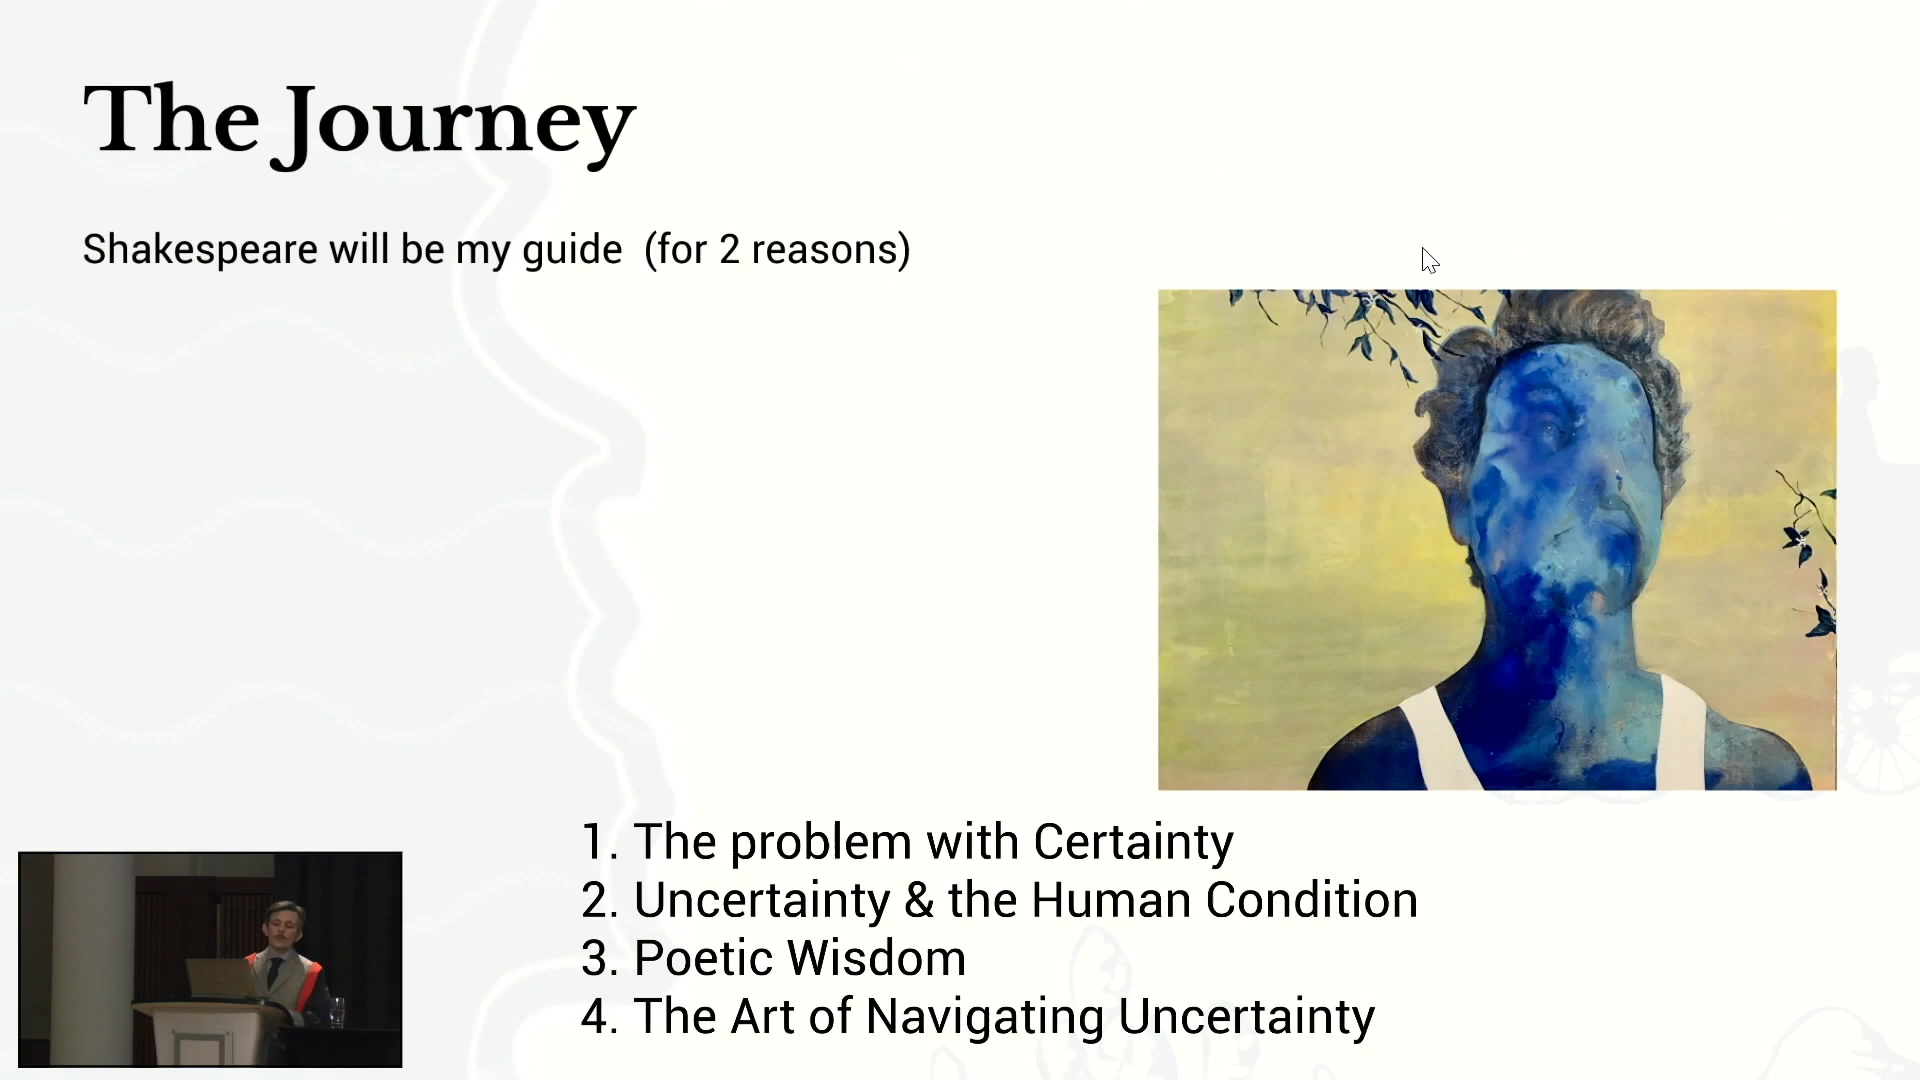 The Journey
Shakespeare will be my guide (for 2 reasons)
1. The problem with Certainty
2. Uncertainty & the Human Condition
3. Poetic Wisdom
4. The Art of Navigating Uncertainty